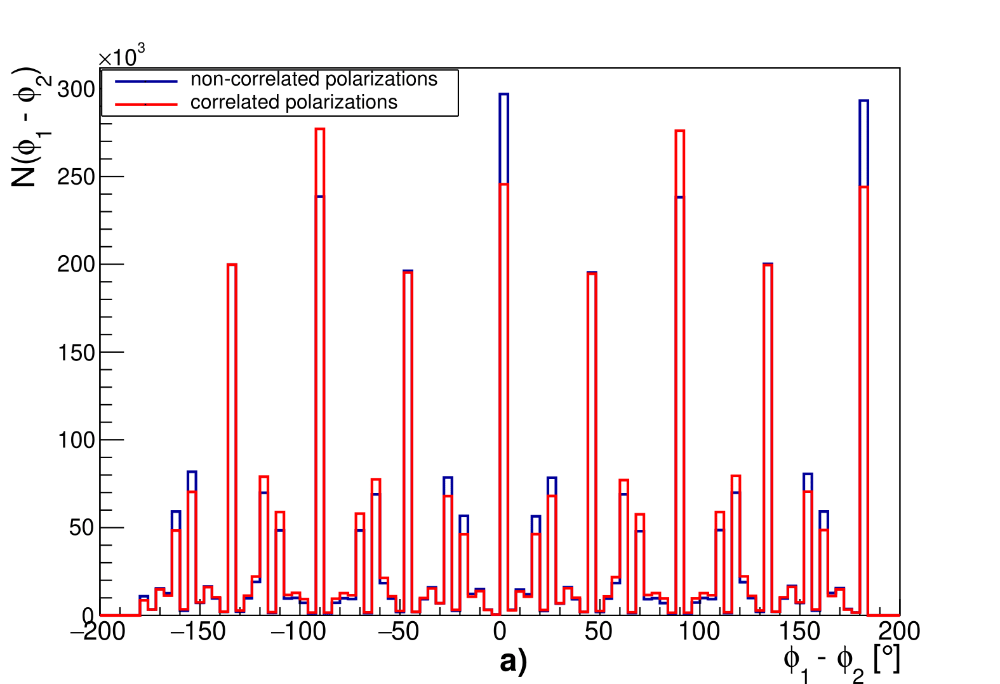 ×10³
non-correlated polarizations
correlated polarizations
N(ϕ₁ - ϕ₂)
300
250
200
150
100
50
0
−200 −150 −100 −50 0 50 100 150 200
a)
ϕ₁ - ϕ₂ [°]